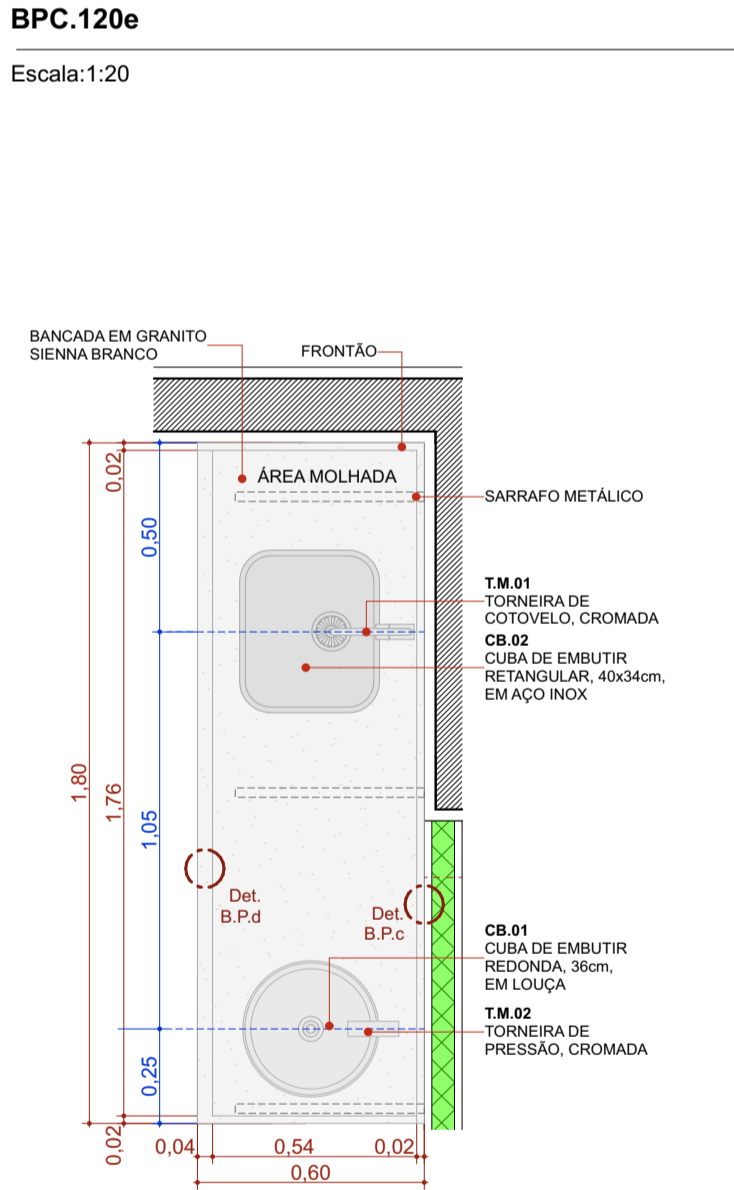 BPC.120e
Escala:1:20
BANCADA EM GRANITO
SIENNA BRANCO
FRONTÃO
0,02
ÁREA MOLHADA
SARRAFO METÁLICO
0,50
T.M.01
TORNEIRA DE
COTOVELO, CROMADA
CB.02
CUBA DE EMBUTIR
RETANGULAR, 40x34cm,
EM AÇO INOX
1,80
1,76
1,05
Det.
B.P.d
Det.
B.P.c
CB.01
CUBA DE EMBUTIR
REDONDA, 36cm,
EM LOUÇA
T.M.02
TORNEIRA DE
PRESSÃO, CROMADA
0,25
0,02
0,04
0,54
0,02
0,60